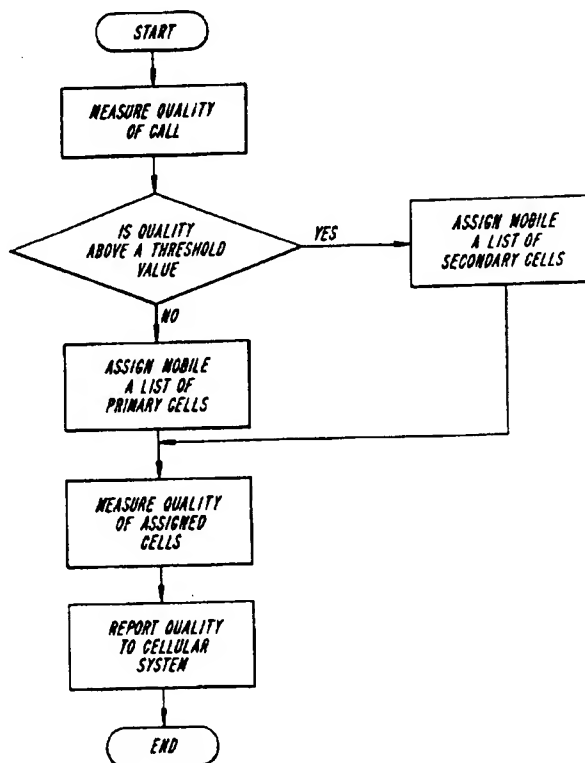 START
MEASURE QUALITY
OF CALL
IS QUALITY
ABOVE A THRESHOLD
VALUE
YES
ASSIGN MOBILE
A LIST OF
SECONDARY CELLS
NO
ASSIGN MOBILE
A LIST OF
PRIMARY CELLS
MEASURE QUALITY
OF ASSIGNED
CELLS
REPORT QUALITY
TO CELLULAR
SYSTEM
END